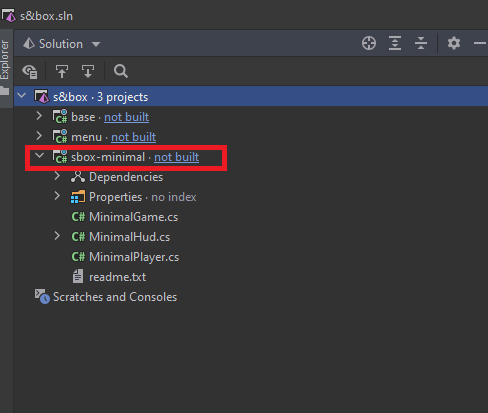 s&box.sln
Explorer
Solution
s&box · 3 projects
base · not built
menu · not built
sbox-minimal · not built
Dependencies
Properties · no index
C# MinimalGame.cs
C# MinimalHud.cs
C# MinimalPlayer.cs
readme.txt
Scratches and Consoles